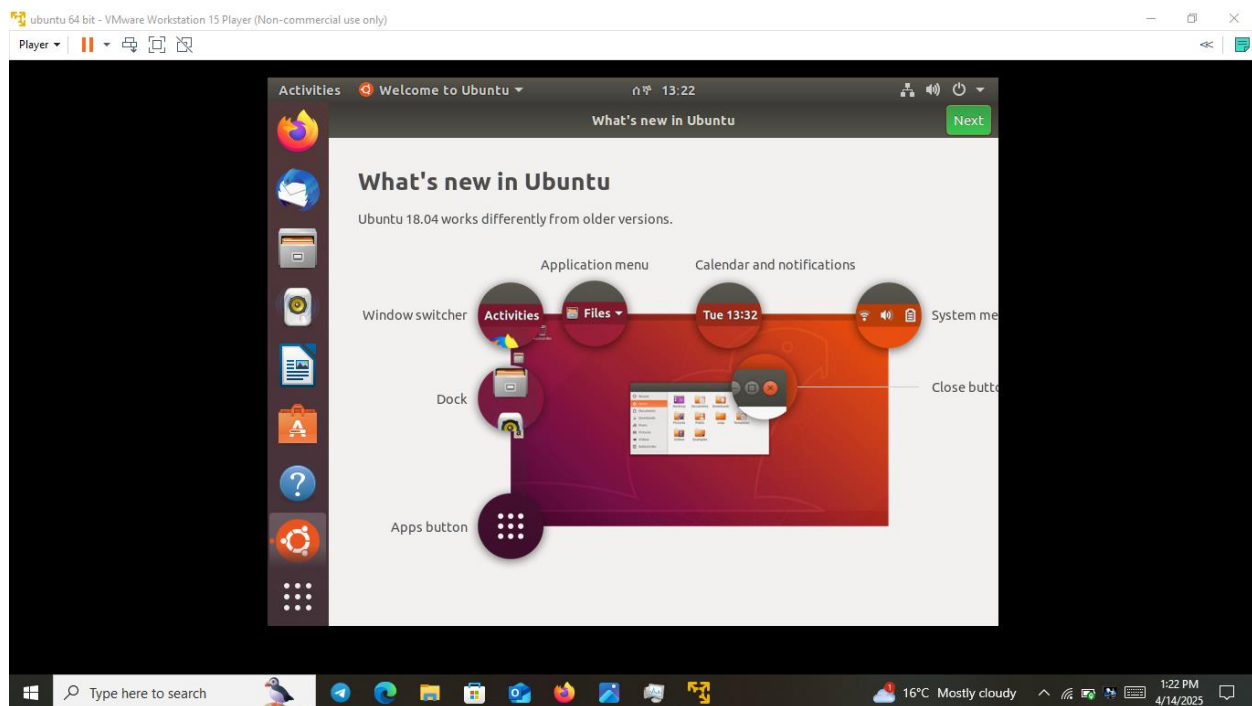 ubuntu 64 bit - VMware Workstation 15 Player (Non-commercial use only)
Player
Activities Welcome to Ubuntu ሰኞ 13:22
What's new in Ubuntu Next
What's new in Ubuntu
Ubuntu 18.04 works differently from older versions.
Application menu Calendar and notifications
Window switcher Activities Files Tue 13:32 System me
Dock Close butto
Apps button
Type here to search 1 16°C Mostly cloudy 1:22 PM
4/14/2025